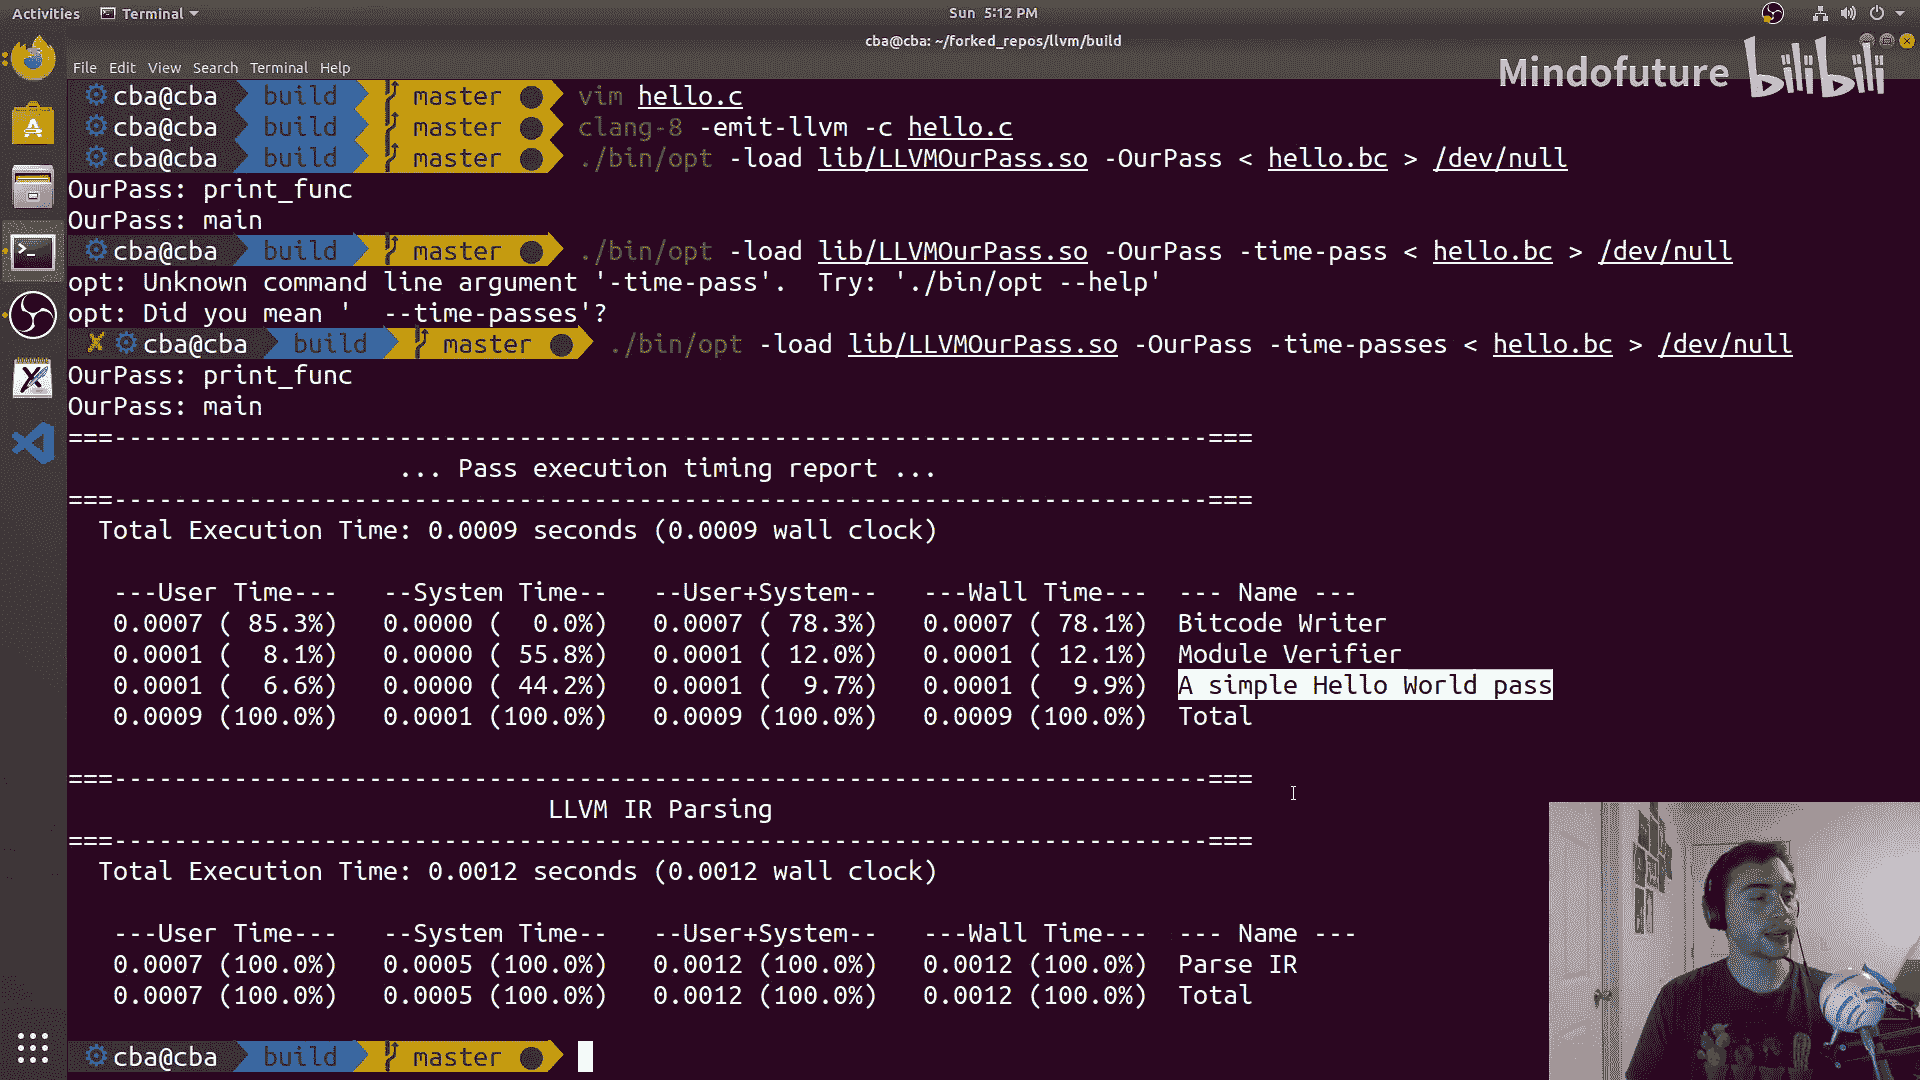 Activities Terminal Sun 5:12 PM
cba@cba: ~/forked_repos/llvm/build
File Edit View Search Terminal Help
Mindofuture bilibili
cba@cba build master vim hello.c
cba@cba build master clang-8 -emit-llvm -c hello.c
cba@cba build master ./bin/opt -load lib/LLVMOurPass.so -OurPass < hello.bc > /dev/null
OurPass: print_func
OurPass: main
cba@cba build master ./bin/opt -load lib/LLVMOurPass.so -OurPass -time-pass < hello.bc > /dev/null
opt: Unknown command line argument '-time-pass'.  Try: './bin/opt --help'
opt: Did you mean '  --time-passes'?
✘ cba@cba build master ./bin/opt -load lib/LLVMOurPass.so -OurPass -time-passes < hello.bc > /dev/null
OurPass: print_func
OurPass: main
===-------------------------------------------------------------------------===
... Pass execution timing report ...
===-------------------------------------------------------------------------===
Total Execution Time: 0.0009 seconds (0.0009 wall clock)
---User Time---   --System Time--   --User+System--   ---Wall Time---  --- Name ---
0.0007 ( 85.3%)   0.0000 (  0.0%)   0.0007 ( 78.3%)   0.0007 ( 78.1%)  Bitcode Writer
0.0001 (  8.1%)   0.0000 ( 55.8%)   0.0001 ( 12.0%)   0.0001 ( 12.1%)  Module Verifier
0.0001 (  6.6%)   0.0000 ( 44.2%)   0.0001 (  9.7%)   0.0001 (  9.9%)  A simple Hello World pass
0.0009 (100.0%)   0.0001 (100.0%)   0.0009 (100.0%)   0.0009 (100.0%)  Total
===-------------------------------------------------------------------------===
LLVM IR Parsing
===-------------------------------------------------------------------------===
Total Execution Time: 0.0012 seconds (0.0012 wall clock)
---User Time---   --System Time--   --User+System--   ---Wall Time---  --- Name ---
0.0007 (100.0%)   0.0005 (100.0%)   0.0012 (100.0%)   0.0012 (100.0%)  Parse IR
0.0007 (100.0%)   0.0005 (100.0%)   0.0012 (100.0%)   0.0012 (100.0%)  Total
cba@cba build master